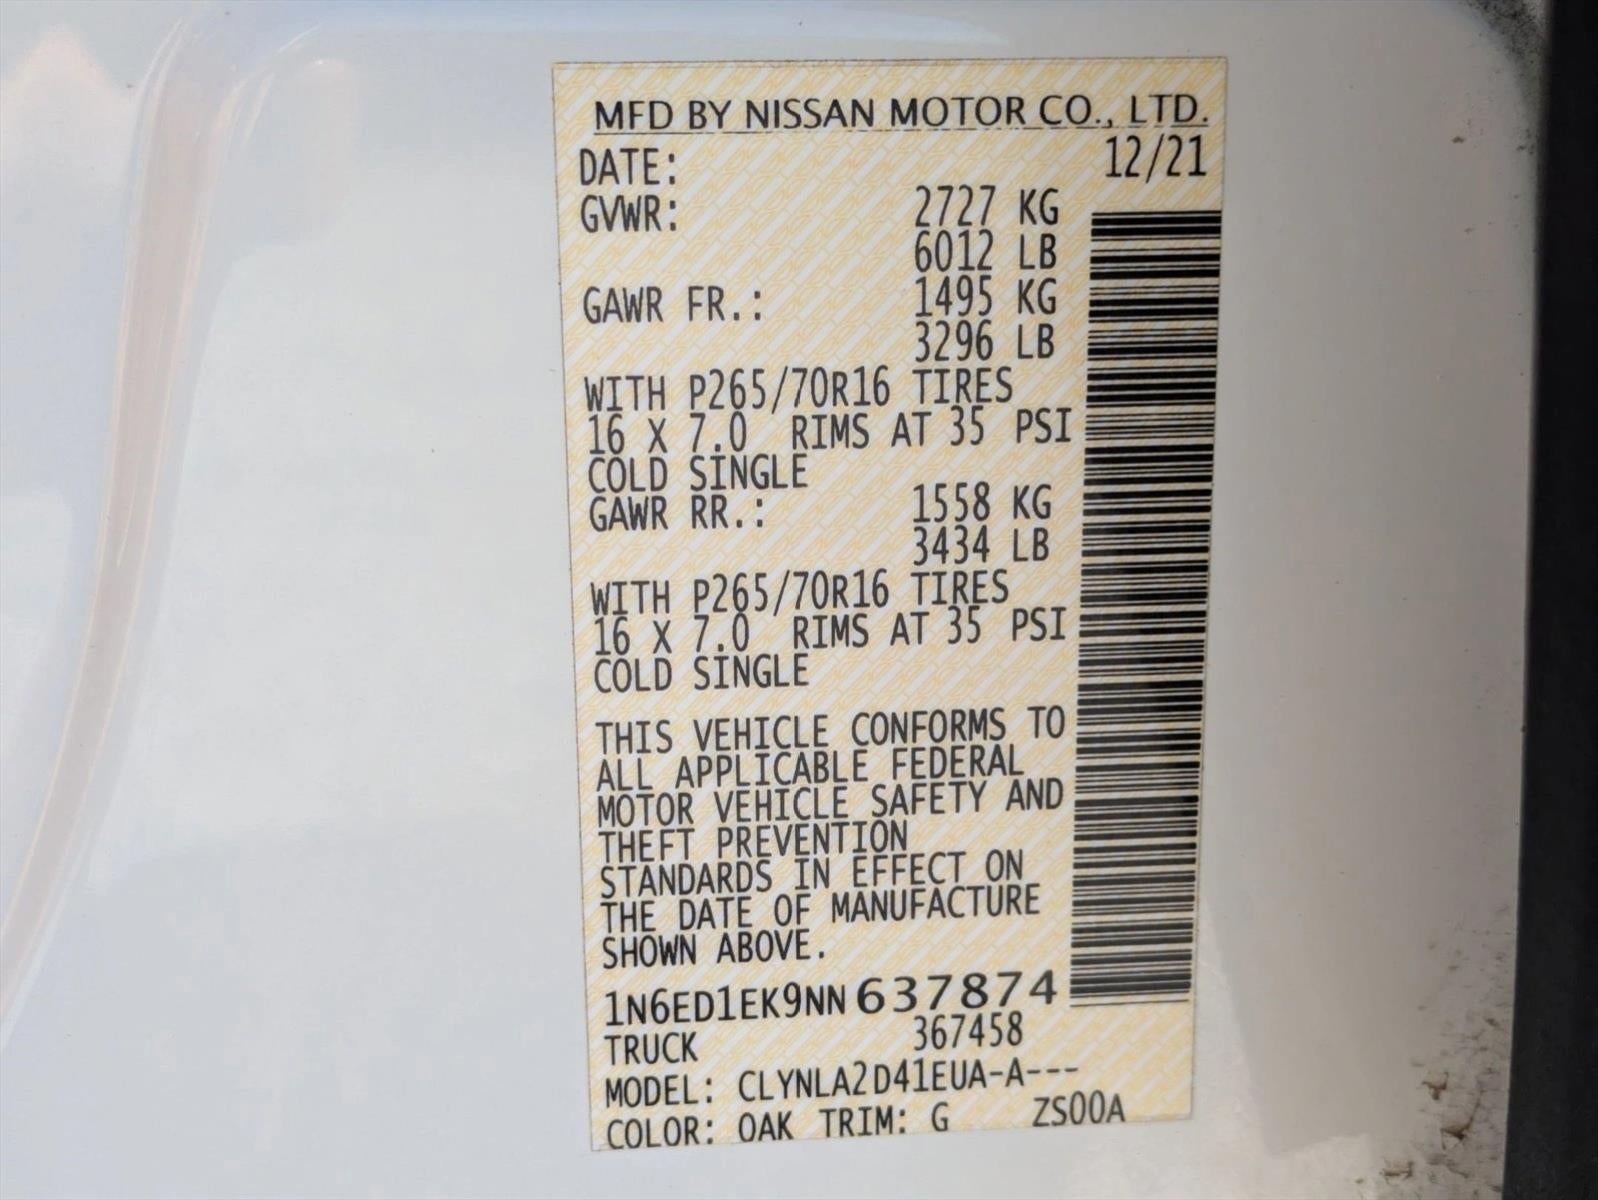 MFD BY NISSAN MOTOR CO., LTD.
DATE: 12/21
GVWR: 2727 KG
6012 LB
GAWR FR.: 1495 KG
3296 LB
WITH P265/70R16 TIRES
16 X 7.0 RIMS AT 35 PSI
COLD SINGLE
GAWR RR.: 1558 KG
3434 LB
WITH P265/70R16 TIRES
16 X 7.0 RIMS AT 35 PSI
COLD SINGLE
THIS VEHICLE CONFORMS TO
ALL APPLICABLE FEDERAL
MOTOR VEHICLE SAFETY AND
THEFT PREVENTION
STANDARDS IN EFFECT ON
THE DATE OF MANUFACTURE
SHOWN ABOVE.
1N6ED1EK9NN637874
TRUCK 367458
MODEL: CLYNLA2D41EUA-A---
COLOR: QAK TRIM: G ZS00A